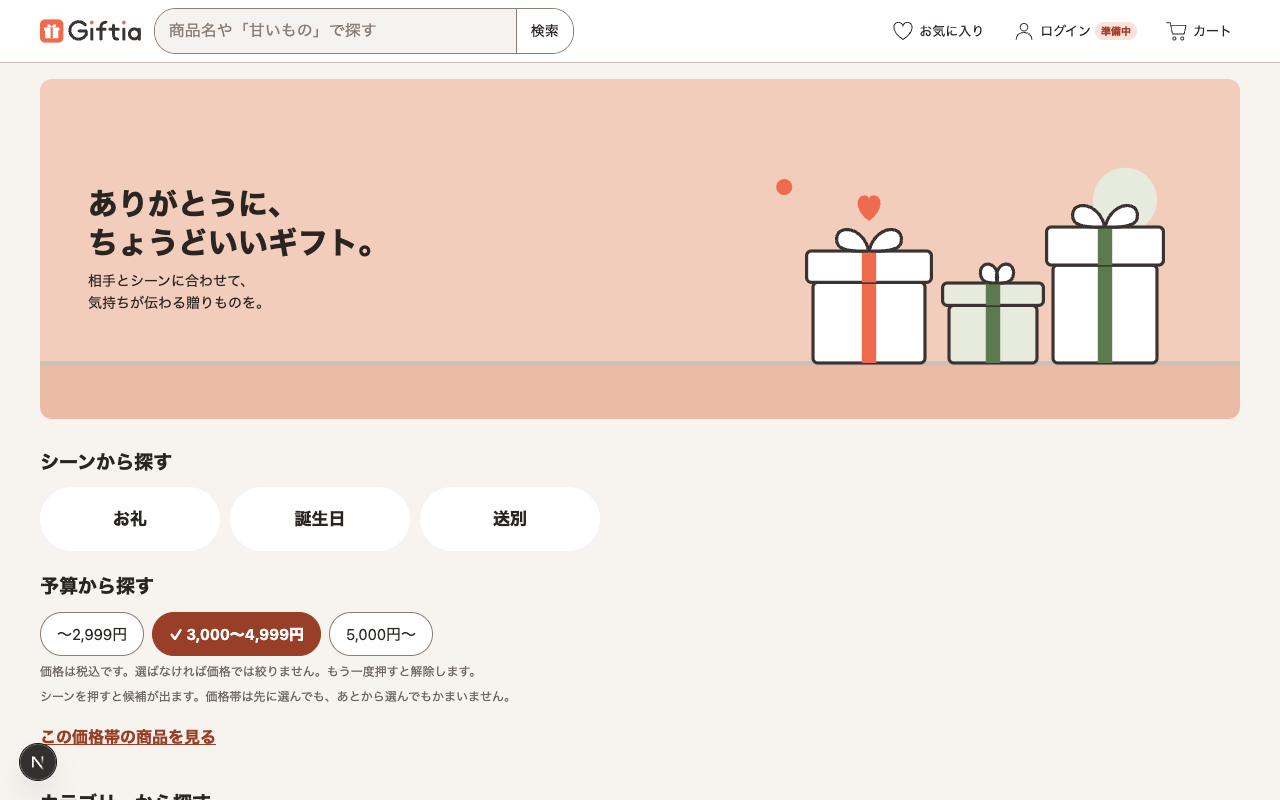 Giftia
商品名や「甘いもの」で探す
検索
お気に入り
ログイン
準備中
カート
ありがとうに、
ちょうどいいギフト。
相手とシーンに合わせて、
気持ちが伝わる贈りものを。
シーンから探す
お礼
誕生日
送別
予算から探す
〜2,999円
3,000〜4,999円
5,000円〜
価格は税込です。選ばなければ価格では絞りません。もう一度押すと解除します。
シーンを押すと候補が出ます。価格帯は先に選んでも、あとから選んでもかまいません。
この価格帯の商品を見る
N
カテゴリーから探す